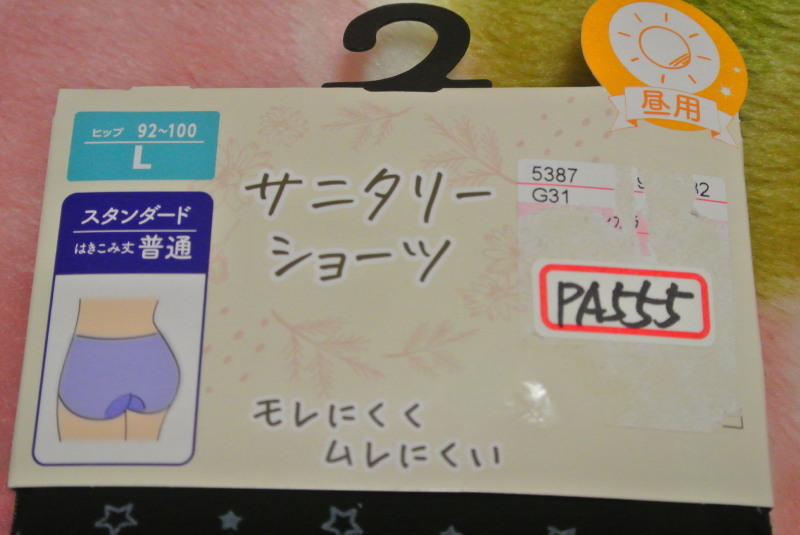 昼用
ヒップ 92~100
L
スタンダード
はきこみ丈 普通
サニタリー
ショーツ
5387
G31
PA555
モレにくく
ムレにくい